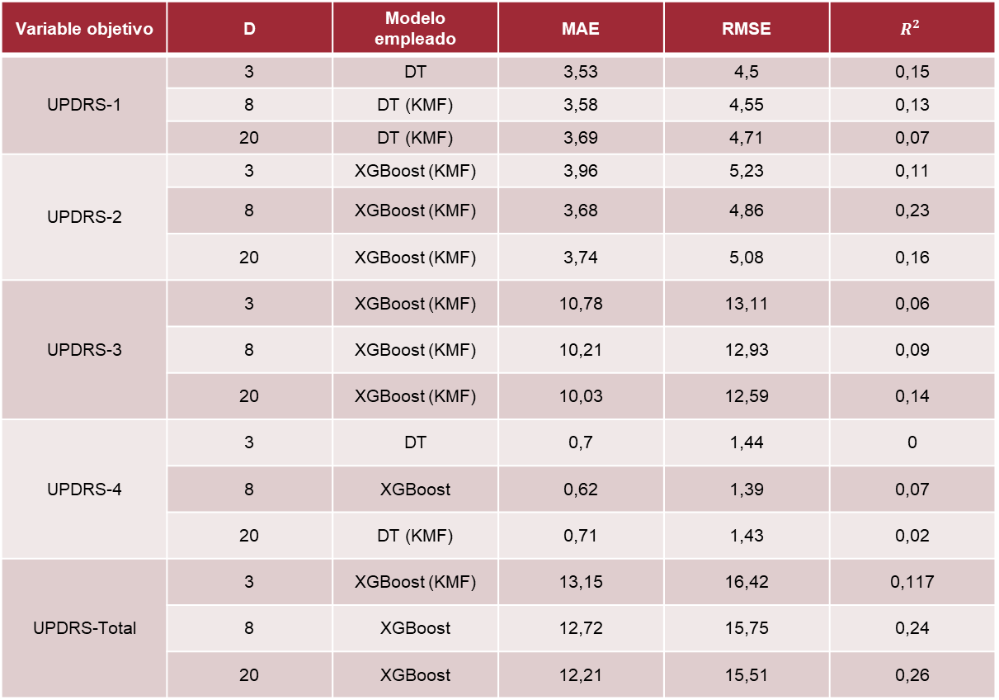 Variable objetivo D Modelo empleado MAE RMSE R²
UPDRS-1 3 DT 3,53 4,5 0,15
8 DT (KMF) 3,58 4,55 0,13
20 DT (KMF) 3,69 4,71 0,07
UPDRS-2 3 XGBoost (KMF) 3,96 5,23 0,11
8 XGBoost (KMF) 3,68 4,86 0,23
20 XGBoost (KMF) 3,74 5,08 0,16
UPDRS-3 3 XGBoost (KMF) 10,78 13,11 0,06
8 XGBoost (KMF) 10,21 12,93 0,09
20 XGBoost (KMF) 10,03 12,59 0,14
UPDRS-4 3 DT 0,7 1,44 0
8 XGBoost 0,62 1,39 0,07
20 DT (KMF) 0,71 1,43 0,02
UPDRS-Total 3 XGBoost (KMF) 13,15 16,42 0,117
8 XGBoost 12,72 15,75 0,24
20 XGBoost 12,21 15,51 0,26